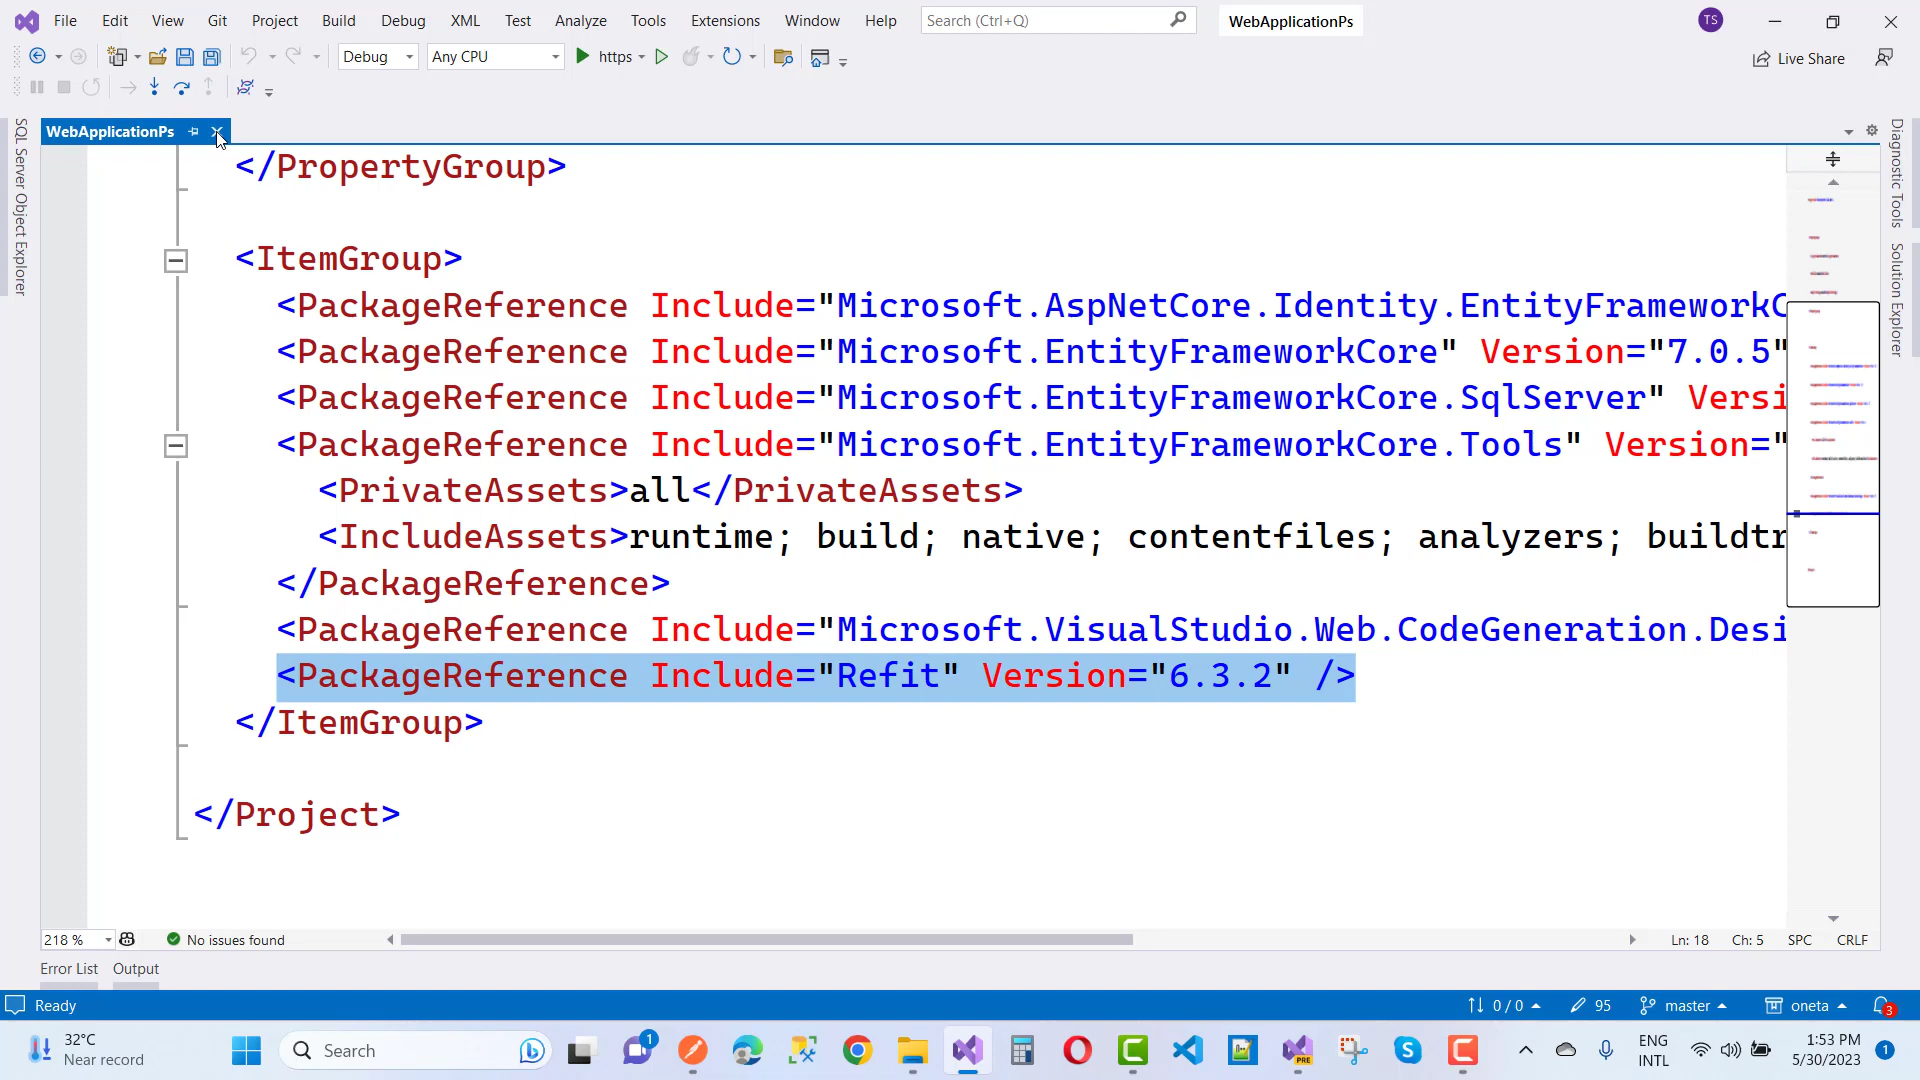 File Edit View Git Project Build Debug XML Test Analyze Tools Extensions Window Help Search (Ctrl+Q) WebApplicationPs TS
Debug Any CPU https Live Share
WebApplicationPs
SQL Server Object Explorer
</PropertyGroup>
<ItemGroup>
<PackageReference Include="Microsoft.AspNetCore.Identity.EntityFrameworkC
<PackageReference Include="Microsoft.EntityFrameworkCore" Version="7.0.5"
<PackageReference Include="Microsoft.EntityFrameworkCore.SqlServer" Versi
<PackageReference Include="Microsoft.EntityFrameworkCore.Tools" Version="
<PrivateAssets>all</PrivateAssets>
<IncludeAssets>runtime; build; native; contentfiles; analyzers; buildtr
</PackageReference>
<PackageReference Include="Microsoft.VisualStudio.Web.CodeGeneration.Desi
<PackageReference Include="Refit" Version="6.3.2" />
</ItemGroup>
</Project>
Diagnostic Tools
Solution Explorer
218 % No issues found Ln: 18 Ch: 5 SPC CRLF
Error List Output
Ready 0 / 0 95 master oneta 3
32°C
Near record
Search
1
PRE
ENG
INTL
1:53 PM
5/30/2023
1